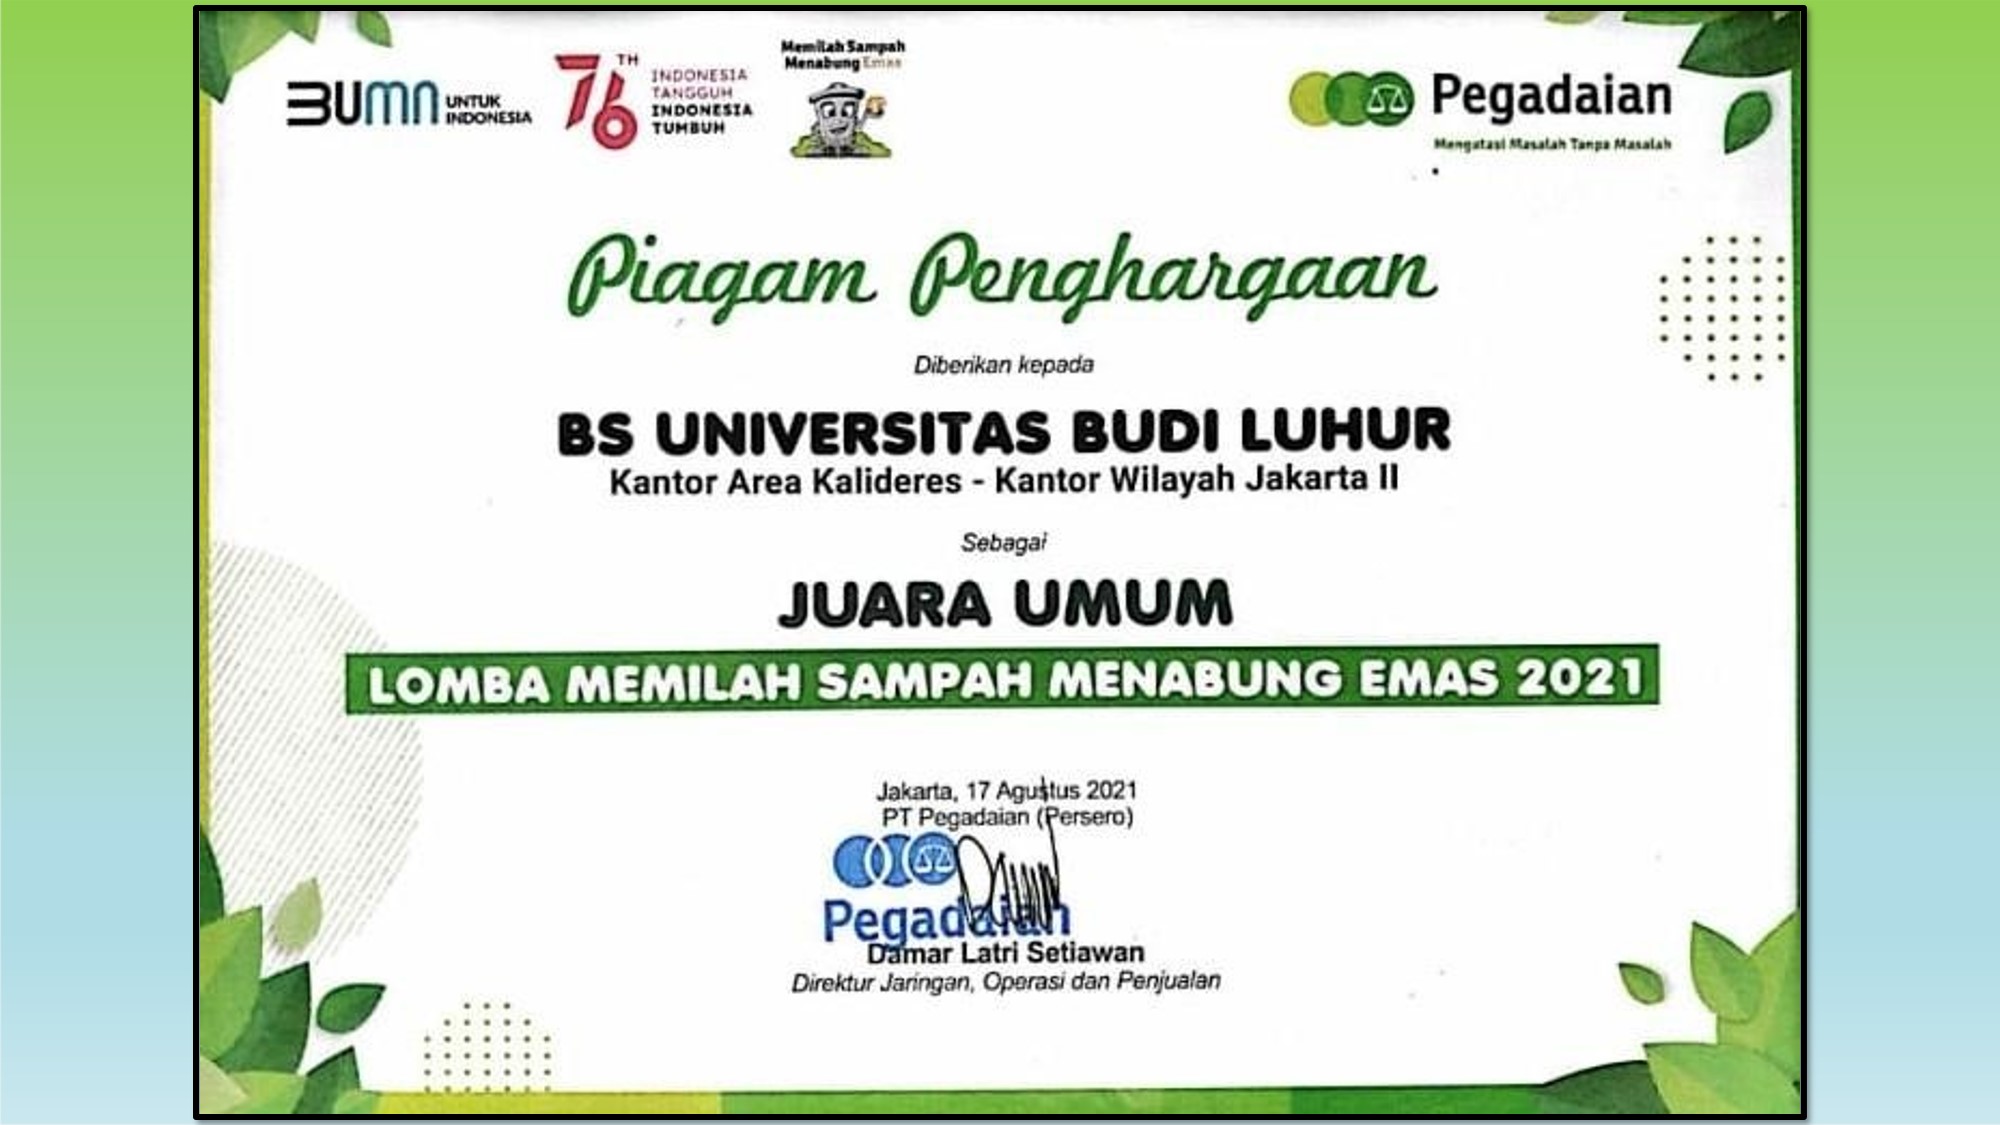 BUMN UNTUK
INDONESIA
76TH
INDONESIA
TANGGUH
INDONESIA
TUMBUH
Memilah Sampah
Menabung Emas
Pegadaian
Mengatasi Masalah Tanpa Masalah
Piagam Penghargaan
Diberikan kepada
BS UNIVERSITAS BUDI LUHUR
Kantor Area Kalideres - Kantor Wilayah Jakarta II
Sebagai
JUARA UMUM
LOMBA MEMILAH SAMPAH MENABUNG EMAS 2021
Jakarta, 17 Agustus 2021
PT Pegadaian (Persero)
Pegadaian
Damar Latri Setiawan
Direktur Jaringan, Operasi dan Penjualan